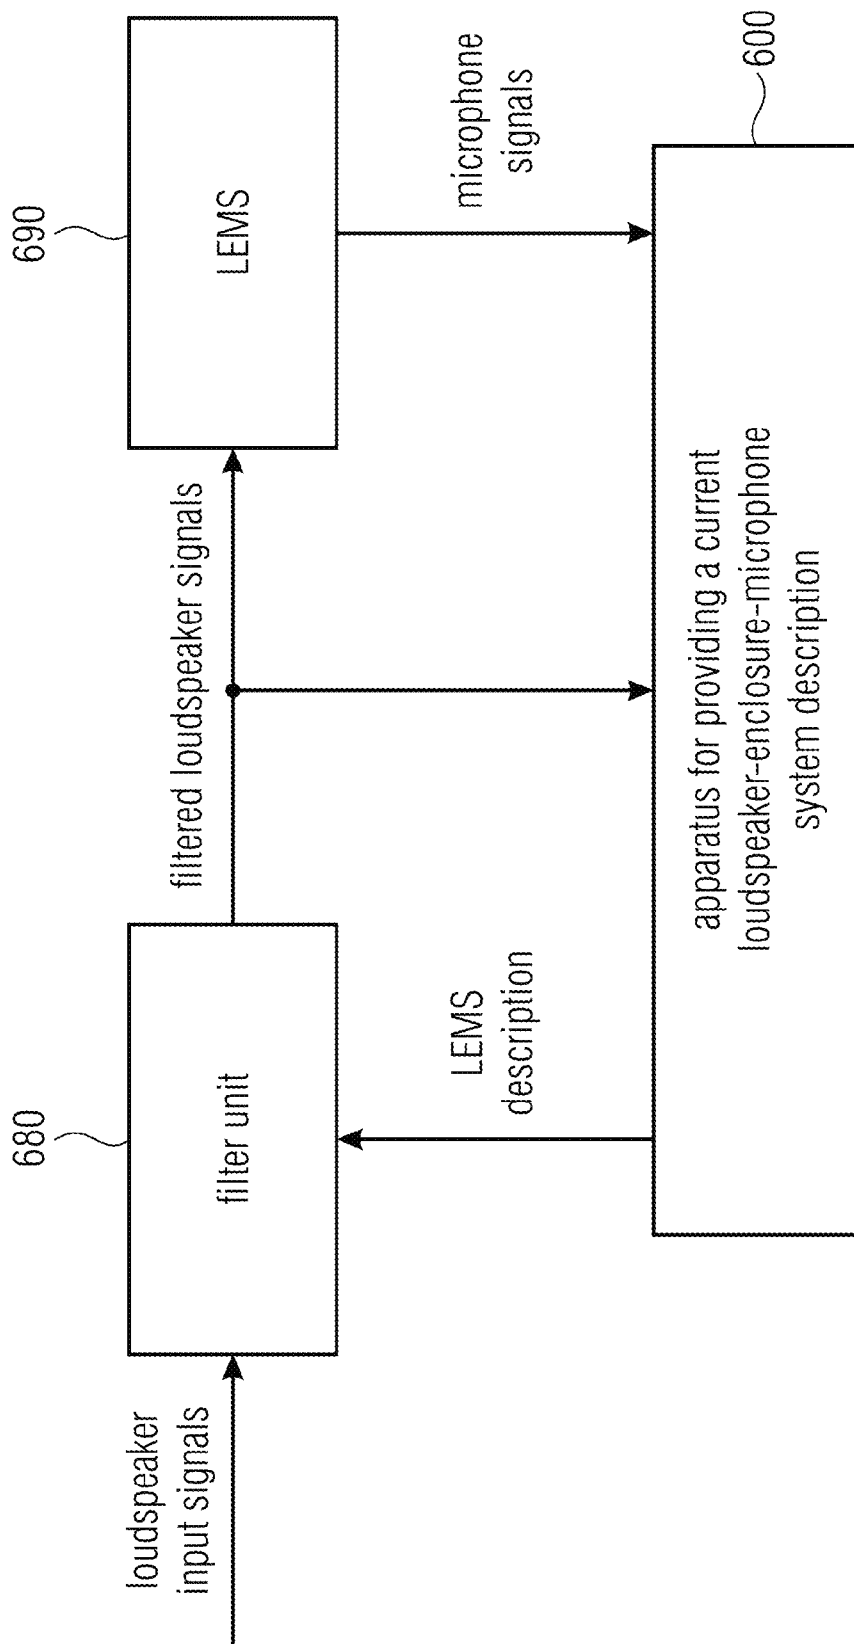 loudspeaker
input signals
680
filter unit
filtered loudspeaker signals
690
LEMS
LEMS
description
microphone
signals
600
apparatus for providing a current
loudspeaker-enclosure-microphone
system description